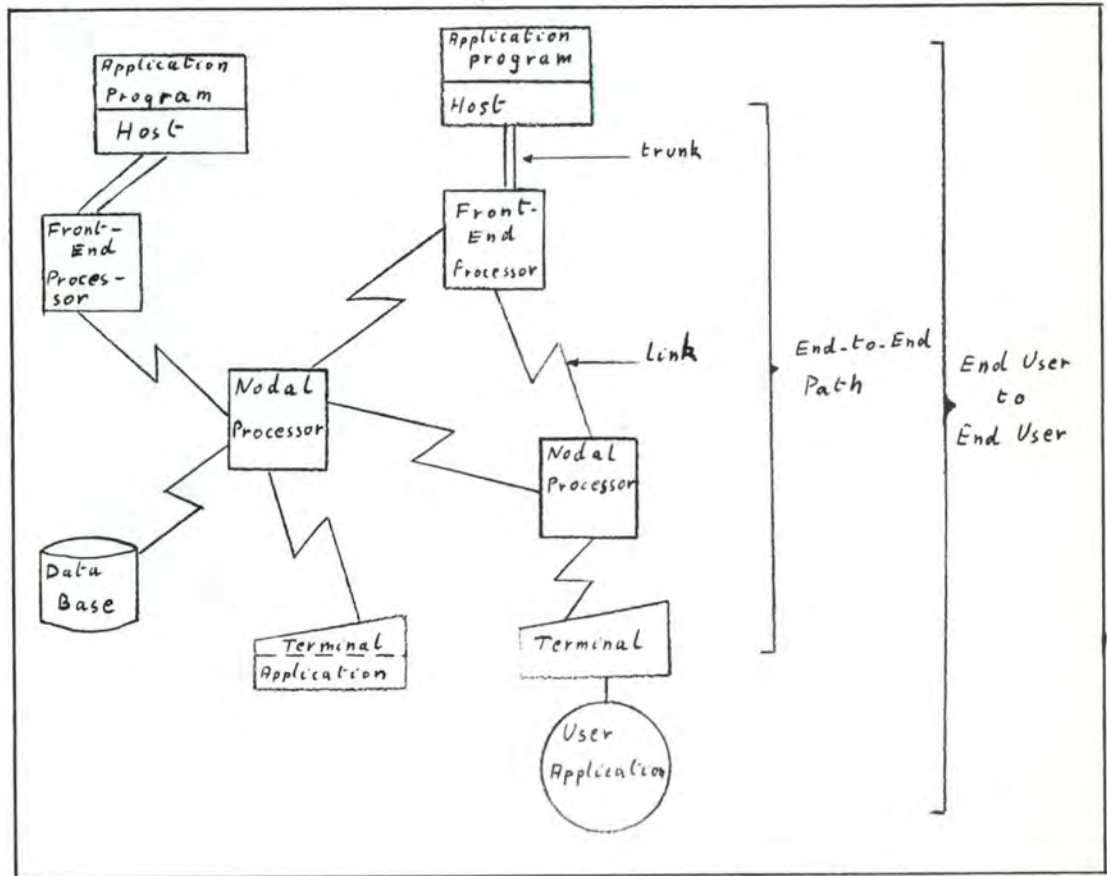 Application
Program
Host
Application
program
Host
trunk
Front-
End
Proces-
sor
Front-
End
Processor
link
End-to-End
Path
End User
to
End User
Nodal
Processor
Nodal
Processor
Data
Base
Terminal
Application
Terminal
User
Application